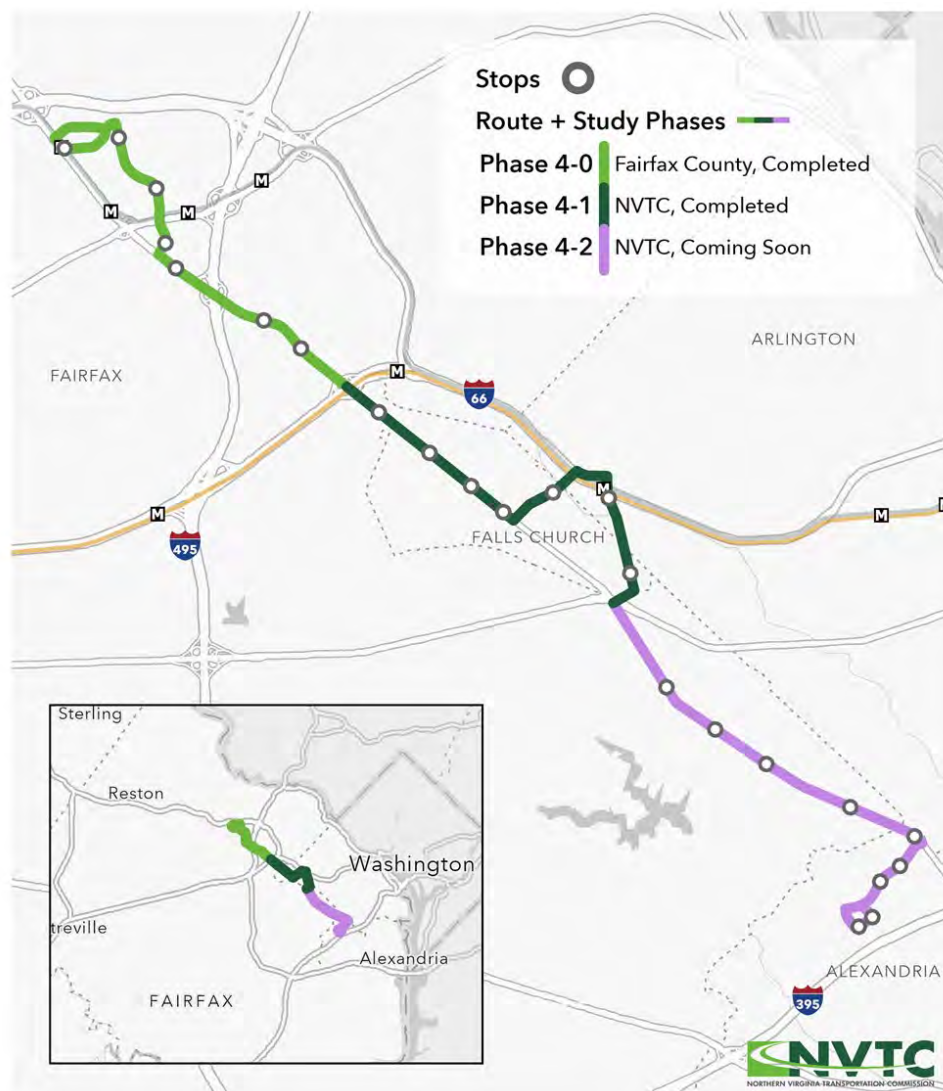 Stops
Route + Study Phases
Phase 4-0 Fairfax County, Completed
Phase 4-1 NVTC, Completed
Phase 4-2 NVTC, Coming Soon
M
M
M
M
ARLINGTON
FAIRFAX
M
66
M
M
M
M
FALLS CHURCH
495
Sterling
Reston
Washington
treville
Alexandria
FAIRFAX
ALEXANDRIA
395
NVTC
NORTHERN VIRGINIA TRANSPORTATION COMMISSION